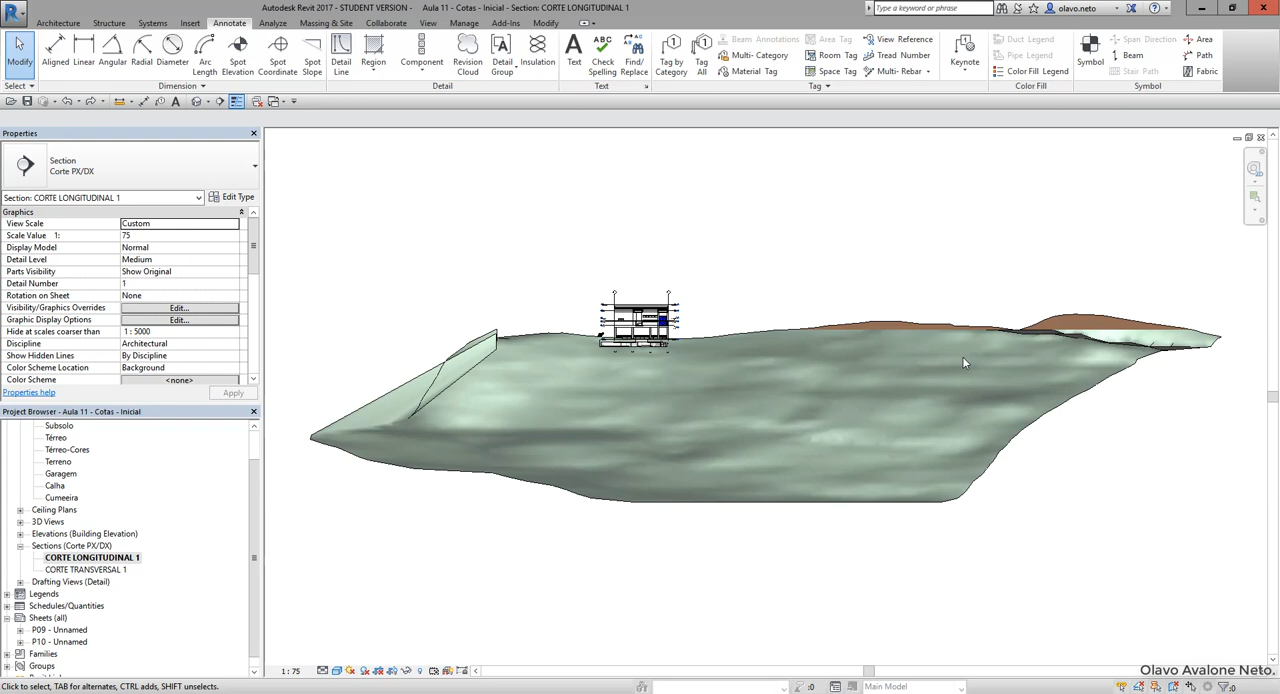 Autodesk Revit 2017 - STUDENT VERSION - Aula 11 - Cotas - Inicial - Section: CORTE LONGITUDINAL 1
Type a keyword or phrase
olavo.neto
Architecture Structure Systems Insert Annotate Analyze Massing & Site Collaborate View Manage Add-Ins Modify
Modify Aligned Linear Angular Radial Diameter Arc Length Spot Elevation Spot Coordinate Spot Slope
Detail Line Region Component Revision Cloud Detail Group Insulation
Text Check Spelling Find/ Replace
Tag by Category Tag All
Beam Annotations Area Tag View Reference
Multi-Category Room Tag Tread Number
Material Tag Space Tag Multi- Rebar
Keynote
Duct Legend
Pipe Legend
Color Fill Legend
Symbol
Span Direction Area
Beam Path
Stair Path Fabric
Select Dimension Detail Text Tag Color Fill Symbol
Properties
Section
Corte PX/DX
Section: CORTE LONGITUDINAL 1 Edit Type
Graphics
View Scale Custom
Scale Value 1: 75
Display Model Normal
Detail Level Medium
Parts Visibility Show Original
Detail Number 1
Rotation on Sheet None
Visibility/Graphics Overrides Edit...
Graphic Display Options Edit...
Hide at scales coarser than 1 : 5000
Discipline Architectural
Show Hidden Lines By Discipline
Color Scheme Location Background
Color Scheme <none>
Properties help Apply
Project Browser - Aula 11 - Cotas - Inicial
Subsolo
Térreo
Térreo-Cores
Terreno
Garagem
Calha
Cumeeira
Ceiling Plans
3D Views
Elevations (Building Elevation)
Sections (Corte PX/DX)
CORTE LONGITUDINAL 1
CORTE TRANSVERSAL 1
Drafting Views (Detail)
Legends
Schedules/Quantities
Sheets (all)
P09 - Unnamed
P10 - Unnamed
Families
Groups
1 : 75
Olavo Avalone Neto.
Click to select, TAB for alternates, CTRL adds, SHIFT unselects.
:0
Main Model
:0